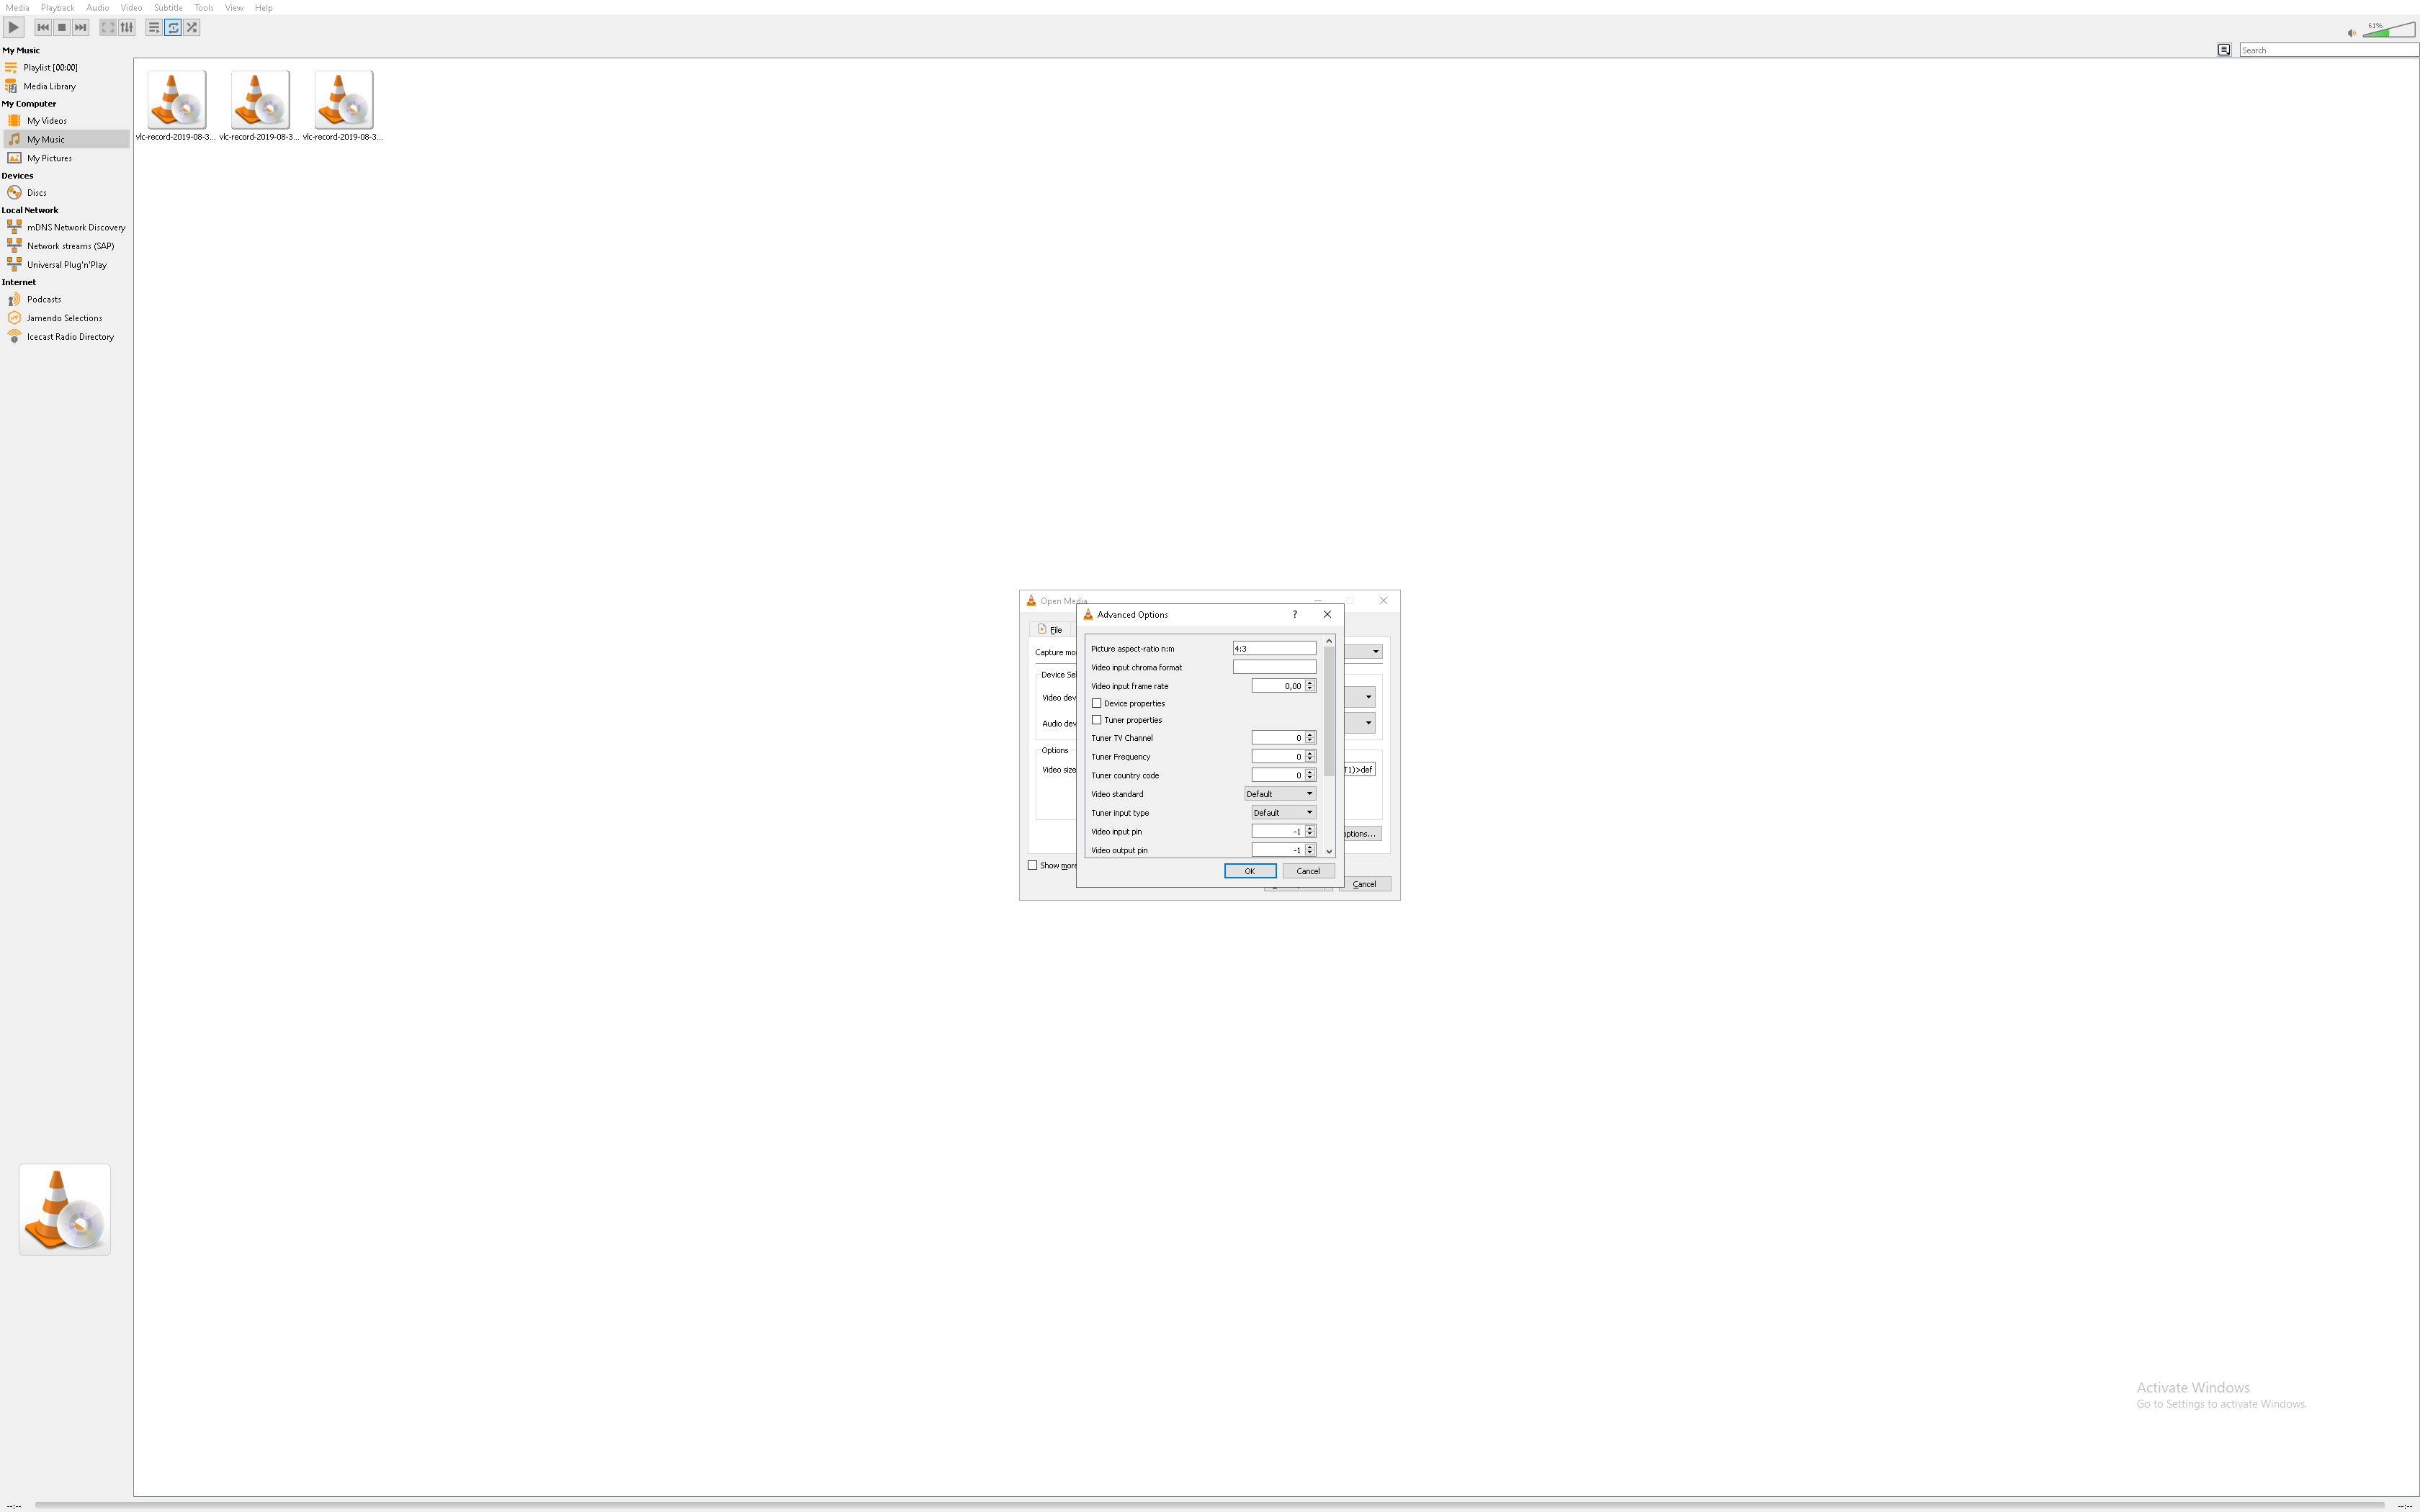 Media Playback Audio Video Subtitle Tools View Help
61%
My Music
Search
Playlist [00:00]
Media Library
My Computer
My Videos
My Music
My Pictures
Devices
Discs
Local Network
mDNS Network Discovery
Network streams (SAP)
Universal Plug'n'Play
Internet
Podcasts
Jamendo Selections
Icecast Radio Directory
vlc-record-2019-08-3... vlc-record-2019-08-3... vlc-record-2019-08-3...
Open Media
Advanced Options ?
File
Capture mo
Device Sel
Video dev
Audio dev
Options
Video size
T1)>def
options...
Show more
Cancel
Picture aspect-ratio n:m 4:3
Video input chroma format
Video input frame rate 0,00
Device properties
Tuner properties
Tuner TV Channel 0
Tuner Frequency 0
Tuner country code 0
Video standard Default
Tuner input type Default
Video input pin -1
Video output pin -1
OK Cancel
Activate Windows
Go to Settings to activate Windows.
--:-- --:--